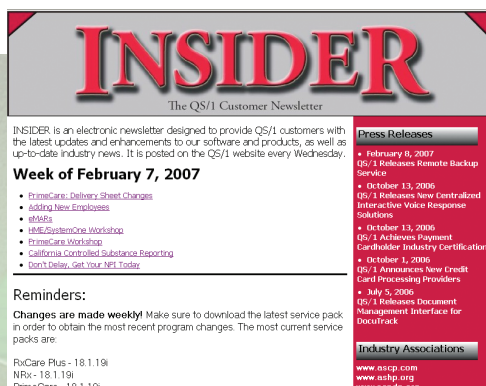 INSIDER
The QS/1 Customer Newsletter
INSIDER is an electronic newsletter designed to provide QS/1 customers with
the latest updates and enhancements to our software and products, as well as
up-to-date industry news. It is posted on the QS/1 website every Wednesday.
Week of February 7, 2007
• PrimeCare: Delivery Sheet Changes
• Adding New Employees
• eMARs
• HME/SystemOne Workshop
• PrimeCare Workshop
• California Controlled Substance Reporting
• Don't Delay, Get Your NPI Today
Reminders:
Changes are made weekly! Make sure to download the latest service pack
in order to obtain the most recent program changes. The most current service
packs are:
RxCare Plus - 18.1.19i
NRx - 18.1.19i
PrimeCare - 18.1.19i
Press Releases
• February 8, 2007
QS/1 Releases Remote Backup
Service
• October 13, 2006
QS/1 Releases New Centralized
Interactive Voice Response
Solutions
• October 13, 2006
QS/1 Achieves Payment
Cardholder Industry Certification
• October 1, 2006
QS/1 Announces New Credit
Card Processing Providers
• July 5, 2006
QS/1 Releases Document
Management Interface for
DocuTrack
Industry Associations
www.ascp.com
www.ashp.org